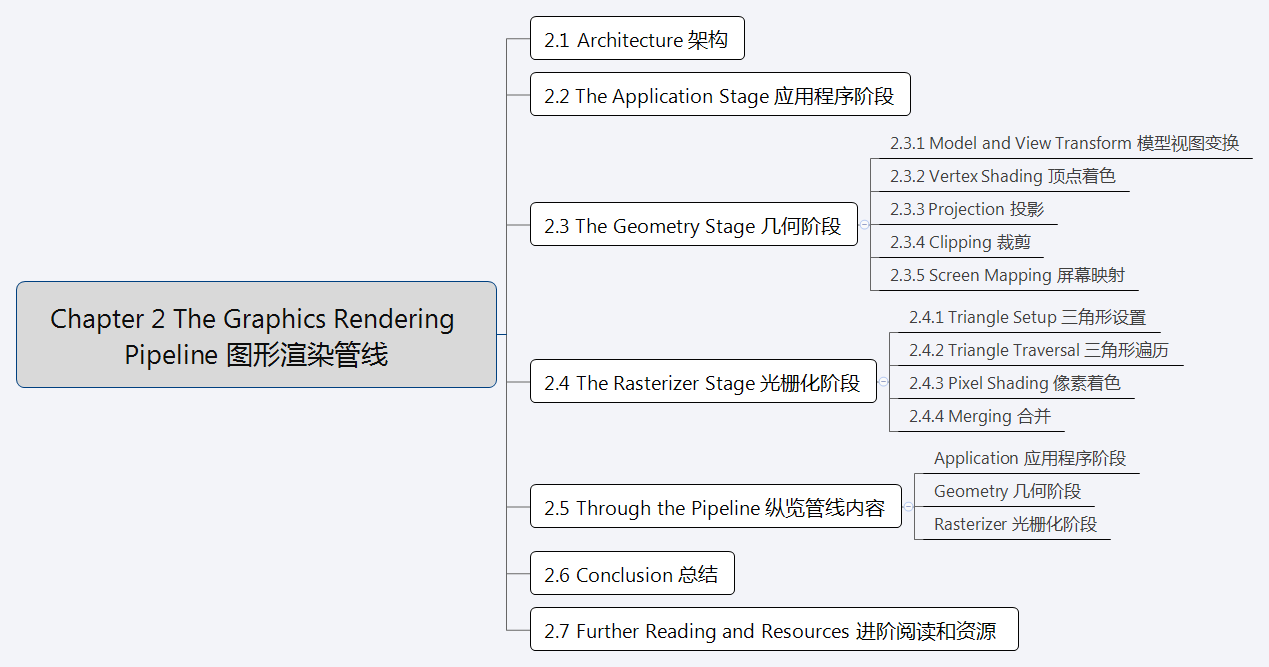 Chapter 2 The Graphics Rendering
Pipeline 图形渲染管线
2.1 Architecture 架构
2.2 The Application Stage 应用程序阶段
2.3 The Geometry Stage 几何阶段
2.3.1 Model and View Transform 模型视图变换
2.3.2 Vertex Shading 顶点着色
2.3.3 Projection 投影
2.3.4 Clipping 裁剪
2.3.5 Screen Mapping 屏幕映射
2.4 The Rasterizer Stage 光栅化阶段
2.4.1 Triangle Setup 三角形设置
2.4.2 Triangle Traversal 三角形遍历
2.4.3 Pixel Shading 像素着色
2.4.4 Merging 合并
2.5 Through the Pipeline 纵览管线内容
Application 应用程序阶段
Geometry 几何阶段
Rasterizer 光栅化阶段
2.6 Conclusion 总结
2.7 Further Reading and Resources 进阶阅读和资源